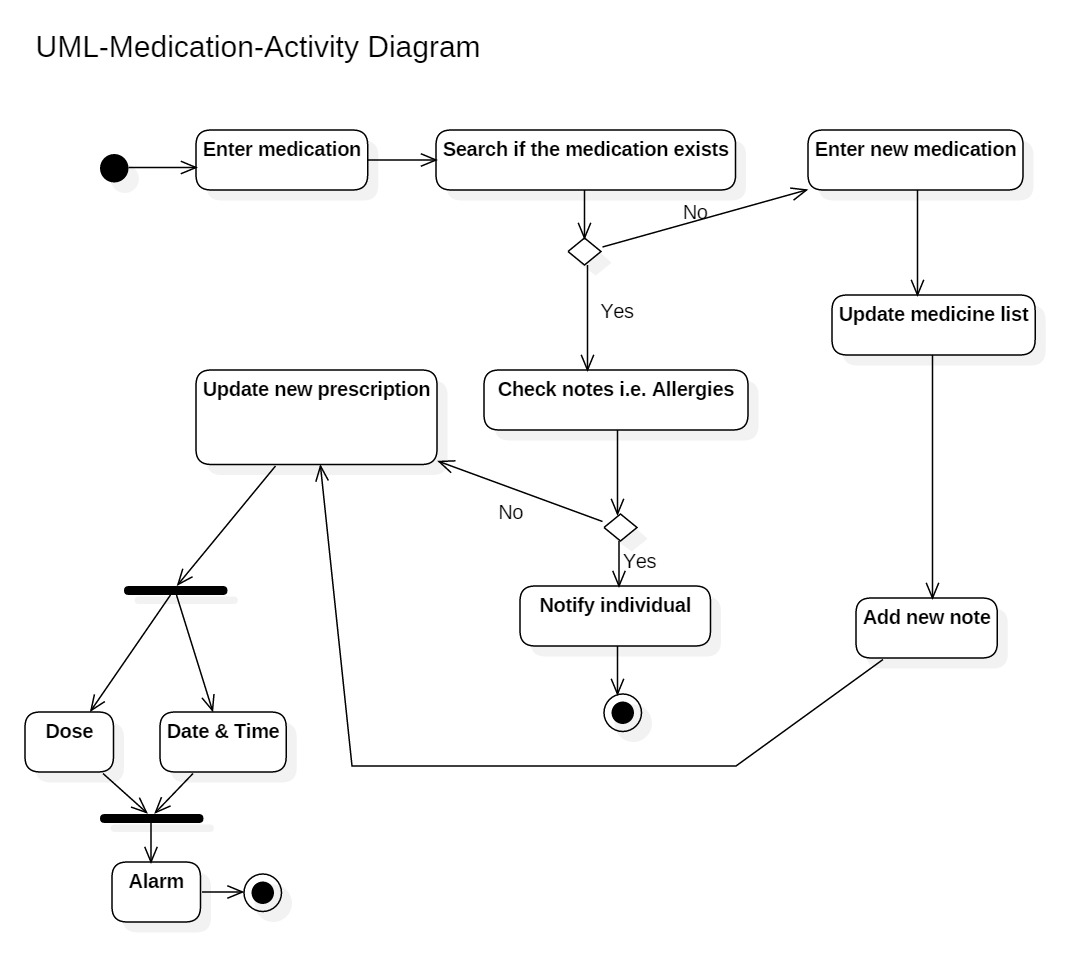 UML-Medication-Activity Diagram
Enter medication
Search if the medication exists
Enter new medication
No
Yes
Update medicine list
Update new prescription
Check notes i.e. Allergies
No
Yes
Notify individual
Add new note
Dose
Date & Time
Alarm